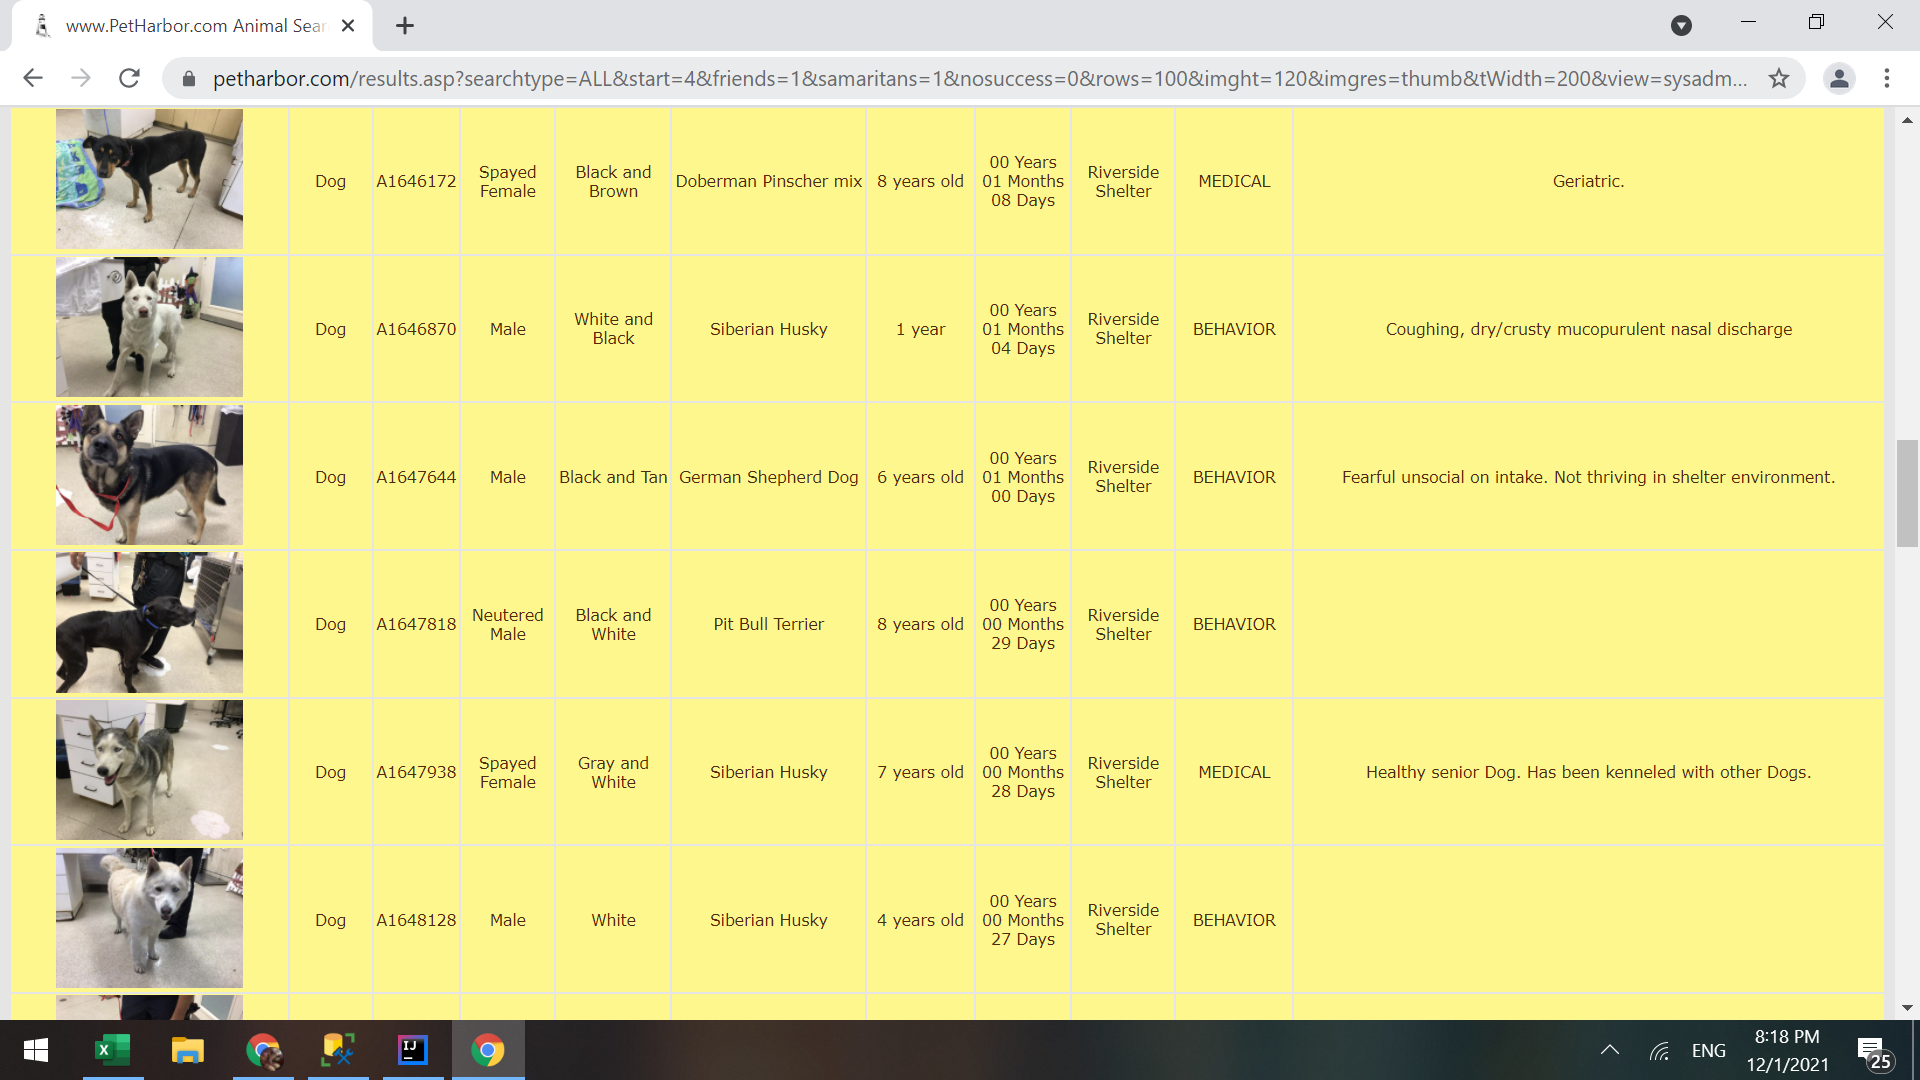 www.PetHarbor.com Animal Sear
petharbor.com/results.asp?searchtype=ALL&start=4&friends=1&samaritans=1&nosuccess=0&rows=100&imght=120&imgres=thumb&tWidth=200&view=sysadm...
Dog A1646172 Spayed Female Black and Brown Doberman Pinscher mix 8 years old 00 Years 01 Months 08 Days Riverside Shelter MEDICAL Geriatric.
Dog A1646870 Male White and Black Siberian Husky 1 year 00 Years 01 Months 04 Days Riverside Shelter BEHAVIOR Coughing, dry/crusty mucopurulent nasal discharge
Dog A1647644 Male Black and Tan German Shepherd Dog 6 years old 00 Years 01 Months 00 Days Riverside Shelter BEHAVIOR Fearful unsocial on intake. Not thriving in shelter environment.
Dog A1647818 Neutered Male Black and White Pit Bull Terrier 8 years old 00 Years 00 Months 29 Days Riverside Shelter BEHAVIOR
Dog A1647938 Spayed Female Gray and White Siberian Husky 7 years old 00 Years 00 Months 28 Days Riverside Shelter MEDICAL Healthy senior Dog. Has been kenneled with other Dogs.
Dog A1648128 Male White Siberian Husky 4 years old 00 Years 00 Months 27 Days Riverside Shelter BEHAVIOR
X
IJ
ENG
8:18 PM
12/1/2021
25